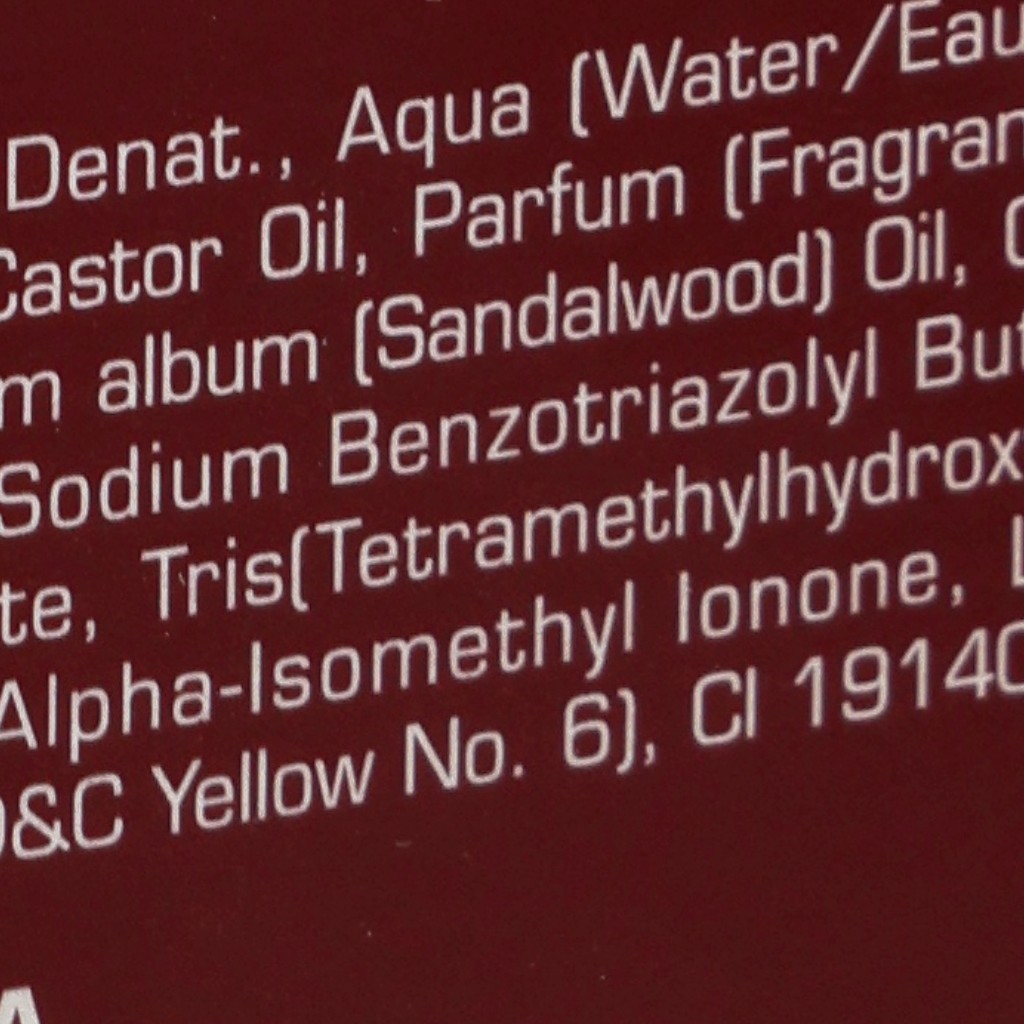 Denat., Aqua (Water/Eau
Castor Oil, Parfum (Fragran
m album (Sandalwood) Oil,
Sodium Benzotriazolyl But
te, Tris(Tetramethylhydrox
Alpha-Isomethyl Ionone, L
D&C Yellow No. 6), CI 19140
A